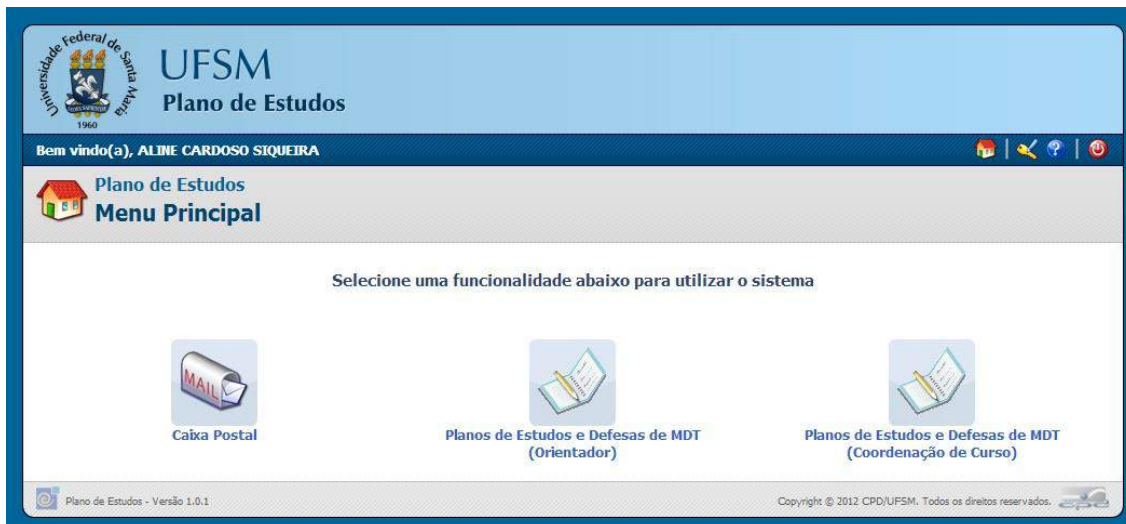 Universidade Federal de Santa Maria
1960
UFSM
Plano de Estudos
Bem vindo(a), ALINE CARDOSO SIQUEIRA
Plano de Estudos
Menu Principal
Selecione uma funcionalidade abaixo para utilizar o sistema
MAIL
Caixa Postal
Planos de Estudos e Defesas de MDT
(Orientador)
Planos de Estudos e Defesas de MDT
(Coordenação de Curso)
Plano de Estudos - Versão 1.0.1
Copyright © 2012 CPD/UFSM. Todos os direitos reservados.
cpd